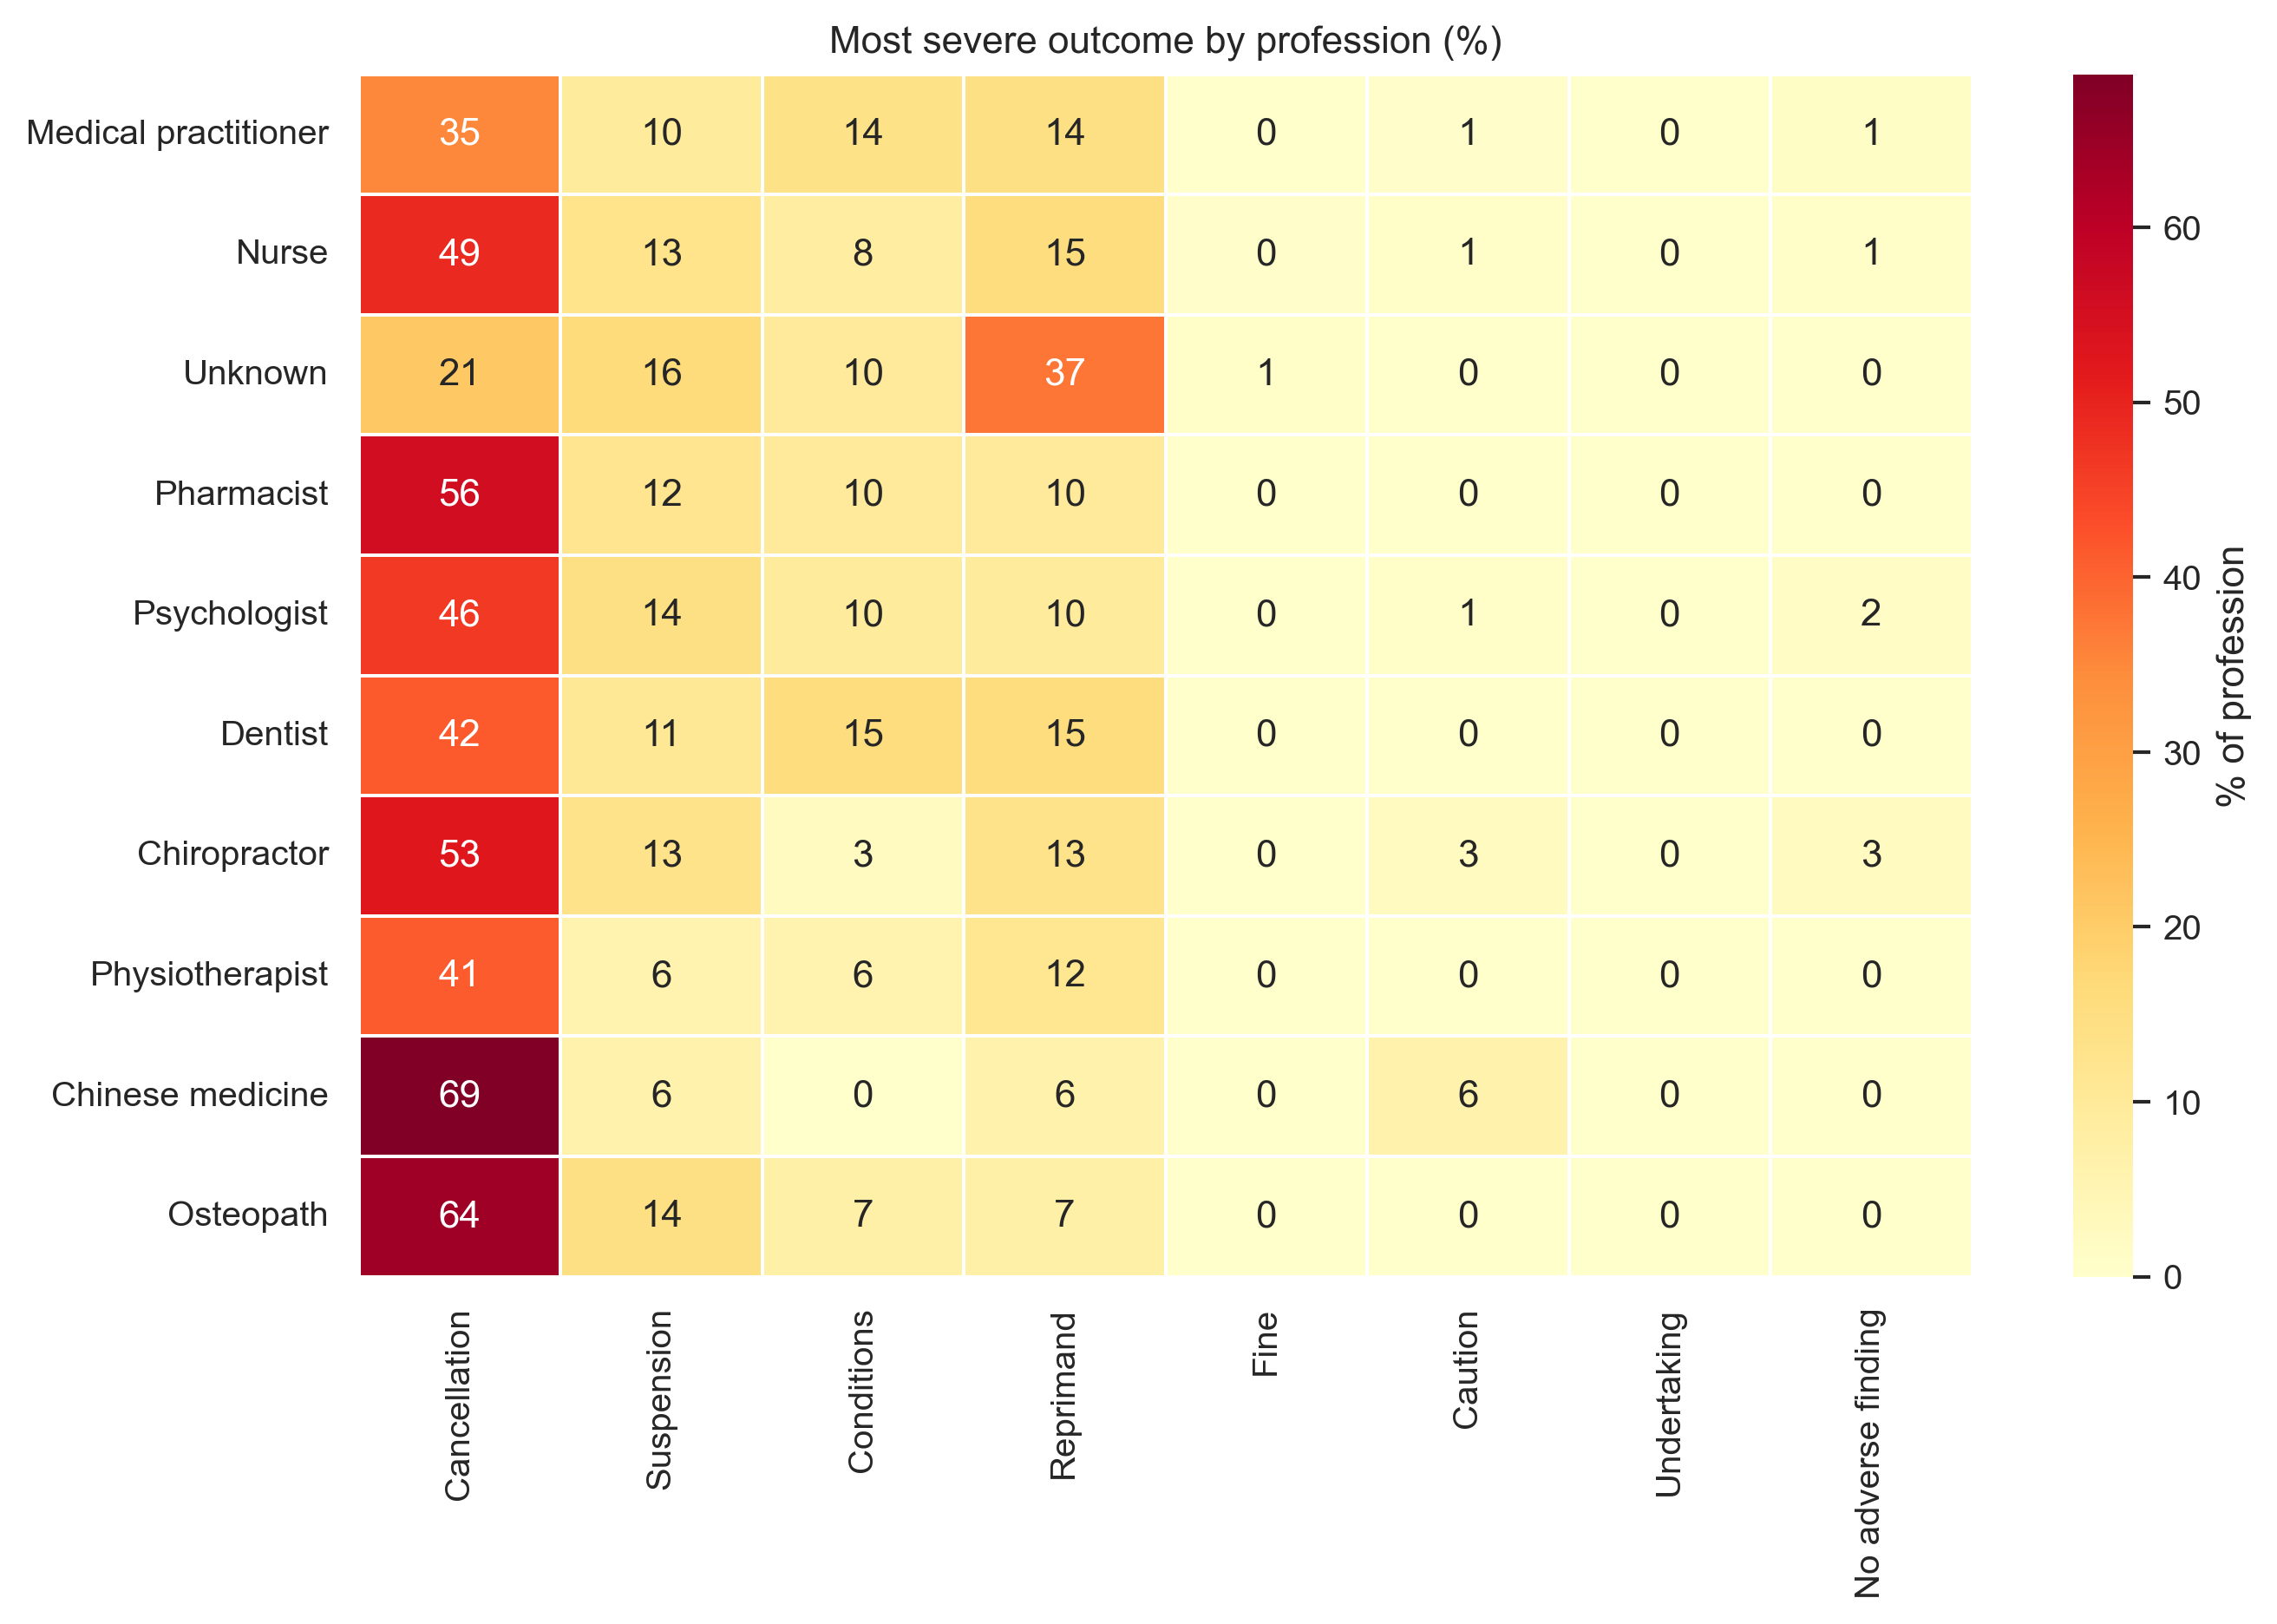 Most severe outcome by profession (%)
Medical practitioner 35 10 14 14 0 1 0 1
Nurse 49 13 8 15 0 1 0 1
Unknown 21 16 10 37 1 0 0 0
Pharmacist 56 12 10 10 0 0 0 0
Psychologist 46 14 10 10 0 1 0 2
Dentist 42 11 15 15 0 0 0 0
Chiropractor 53 13 3 13 0 3 0 3
Physiotherapist 41 6 6 12 0 0 0 0
Chinese medicine 69 6 0 6 0 6 0 0
Osteopath 64 14 7 7 0 0 0 0
Cancellation
Suspension
Conditions
Reprimand
Fine
Caution
Undertaking
No adverse finding
60
50
40
30
20
10
0
% of profession